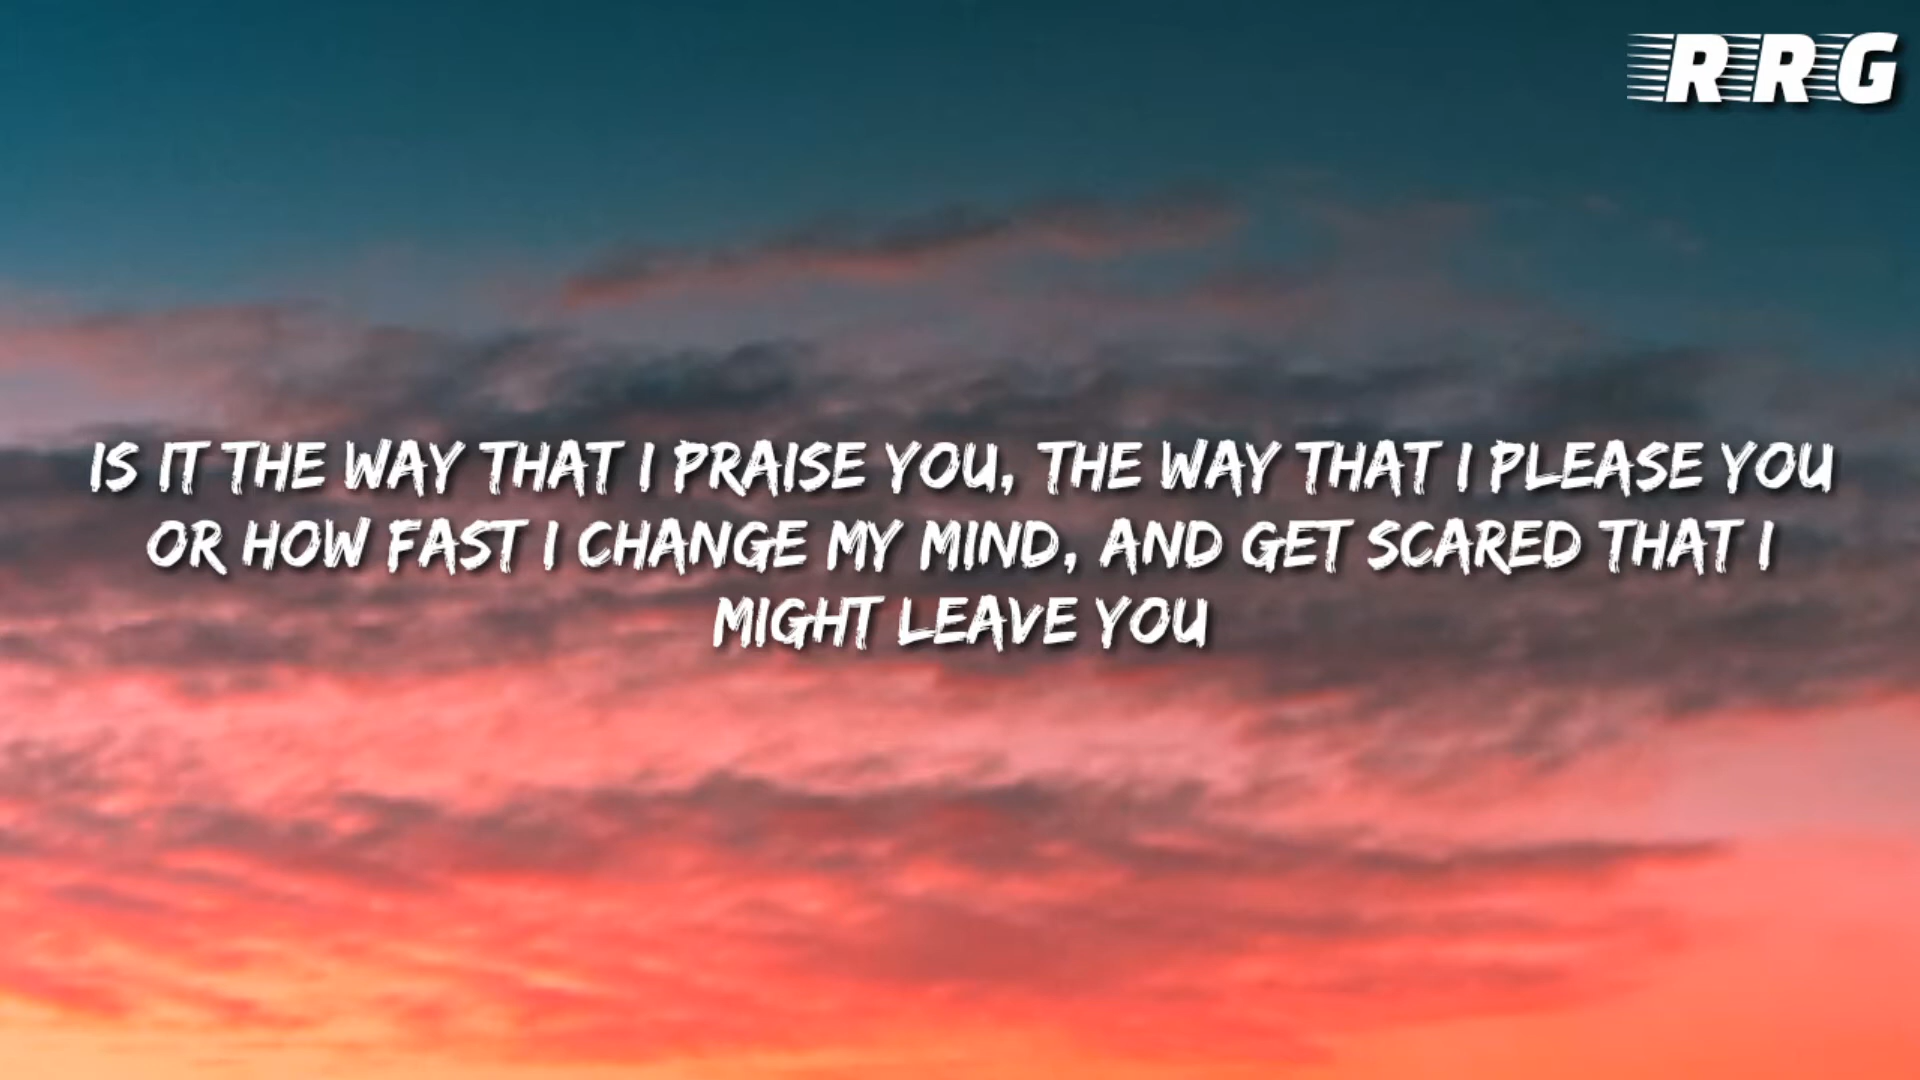 RRG
IS IT THE WAY THAT I PRAISE YOU, THE WAY THAT I PLEASE YOU
OR HOW FAST I CHANGE MY MIND, AND GET SCARED THAT I
MIGHT LEAVE YOU